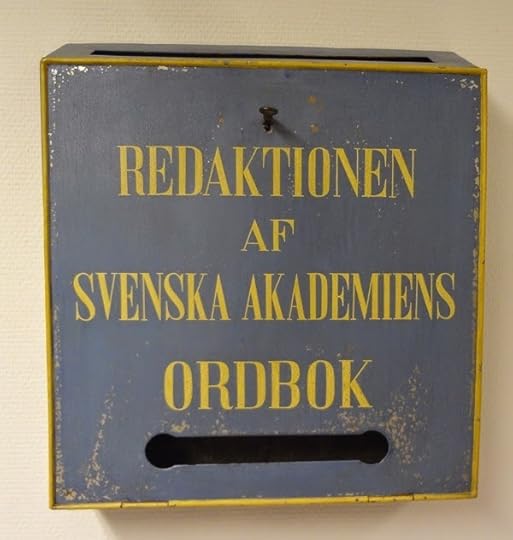 REDAKTIONEN
AF
SVENSKA AKADEMIENS
ORDBOK